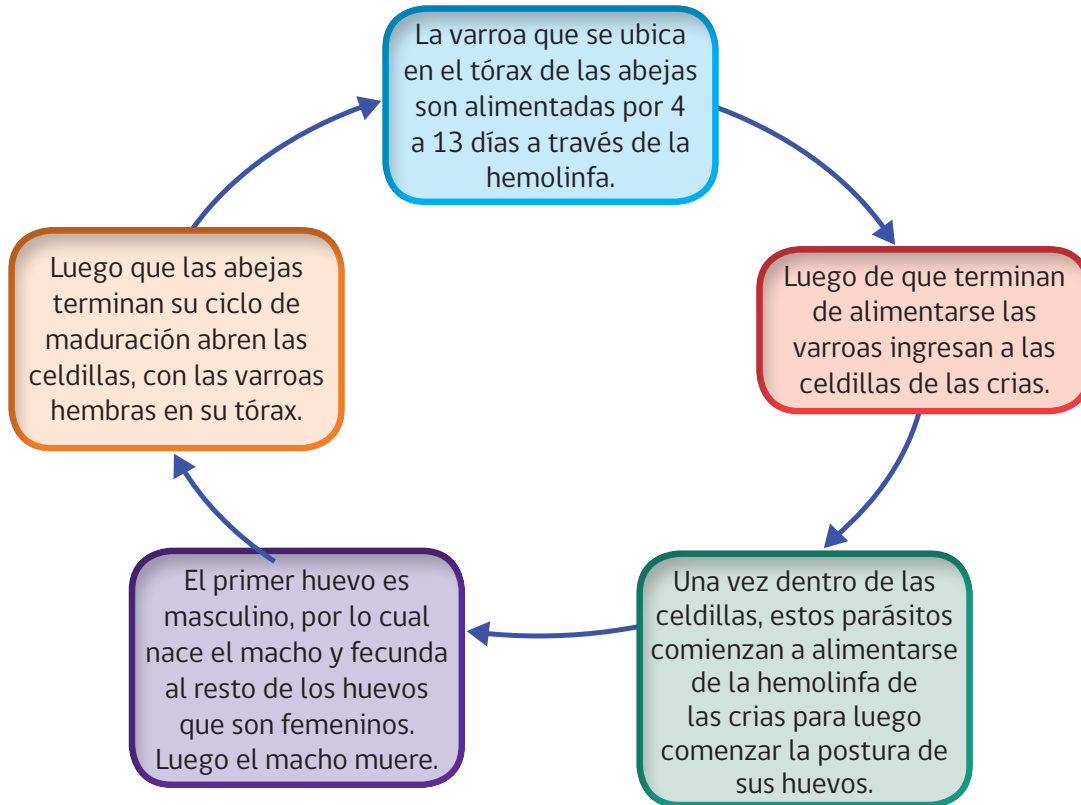 La varroa que se ubica
en el tórax de las abejas
son alimentadas por 4
a 13 días a través de la
hemolinfa.
Luego de que terminan
de alimentarse las
varroas ingresan a las
celdillas de las crias.
Una vez dentro de las
celdillas, estos parásitos
comienzan a alimentarse
de la hemolinfa de
las crias para luego
comenzar la postura de
sus huevos.
El primer huevo es
masculino, por lo cual
nace el macho y fecunda
al resto de los huevos
que son femeninos.
Luego el macho muere.
Luego que las abejas
terminan su ciclo de
maduración abren las
celdillas, con las varroas
hembras en su tórax.